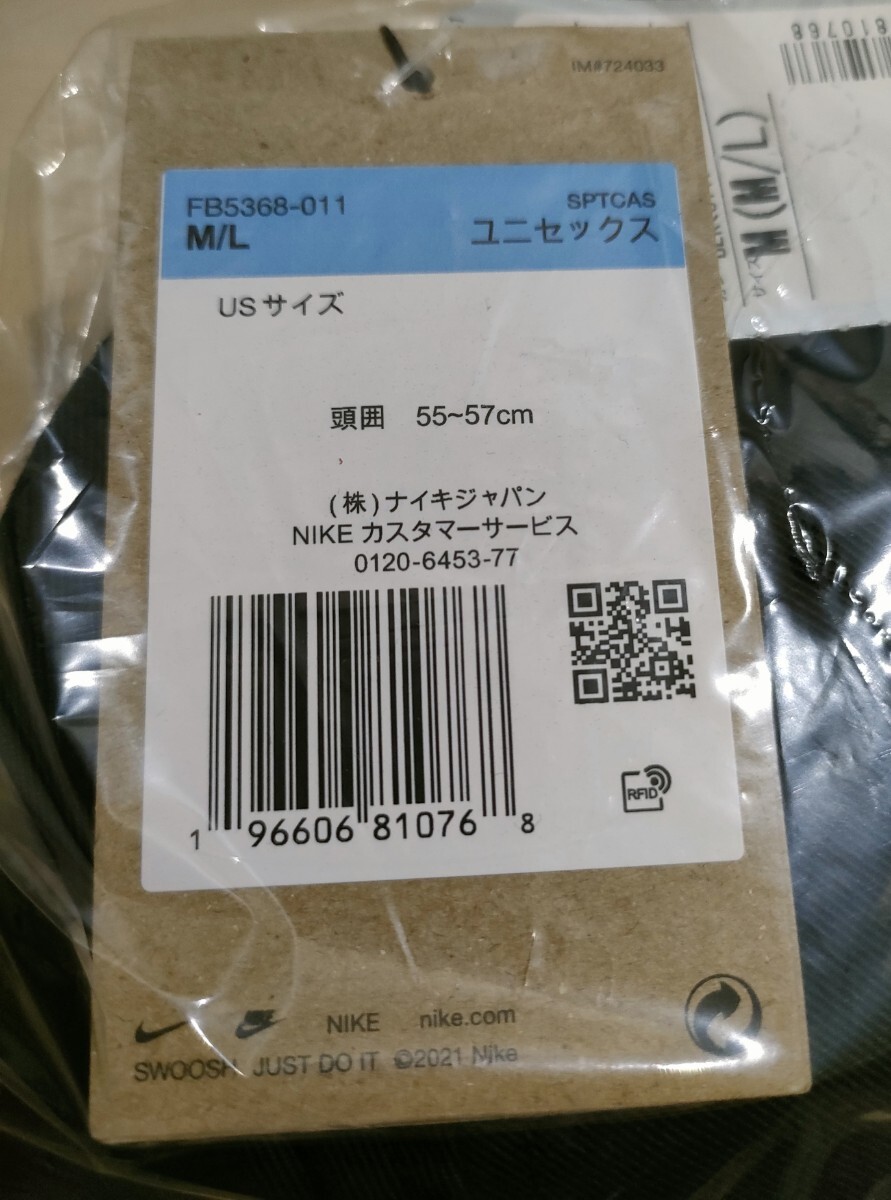 IM#724033
FB5368-011
SPTCAS
M/L
ユニセックス
USサイズ
頭囲 55~57cm
(株)ナイキジャパン
NIKE カスタマーサービス
0120-6453-77
1 96606 81076 8
RFID
NIKE nike.com
SWOOSH JUST DO IT ©2021 Nike
810768
M(M/L)